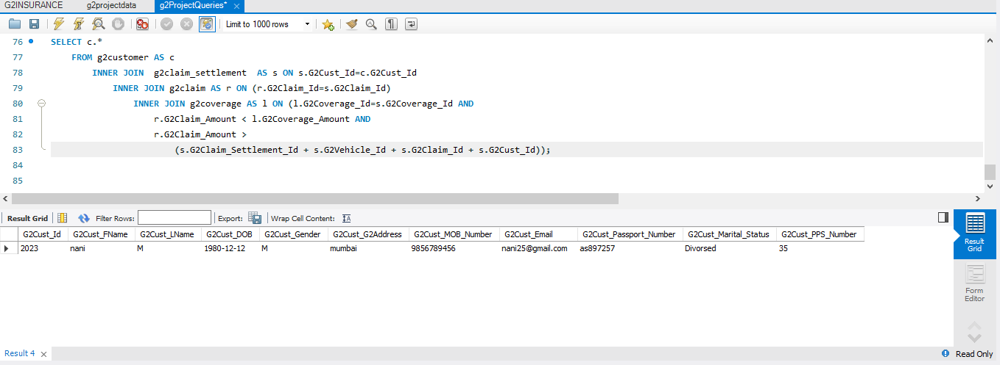 G2INSURANCE g2projectdata g2ProjectQueries* ×
Limit to 1000 rows
76 SELECT c.*
77 FROM g2customer AS c
78 INNER JOIN g2claim_settlement AS s ON s.G2Cust_Id=c.G2Cust_Id
79 INNER JOIN g2claim AS r ON (r.G2Claim_Id=s.G2Claim_Id)
80 INNER JOIN g2coverage AS l ON (l.G2Coverage_Id=s.G2Coverage_Id AND
81 r.G2Claim_Amount < l.G2Coverage_Amount AND
82 r.G2Claim_Amount >
83 (s.G2Claim_Settlement_Id + s.G2Vehicle_Id + s.G2Claim_Id + s.G2Cust_Id));
84
85
Result Grid Filter Rows: Export: Wrap Cell Content: IA
G2Cust_Id G2Cust_FName G2Cust_LName G2Cust_DOB G2Cust_Gender G2Cust_G2Address G2Cust_MOB_Number G2Cust_Email G2Cust_Passport_Number G2Cust_Marital_Status G2Cust_PPS_Number
2023 nani M 1980-12-12 M mumbai 9856789456 nani25@gmail.com as897257 Divorsed 35
Result
Grid
Form
Editor
Result 4 × Read Only